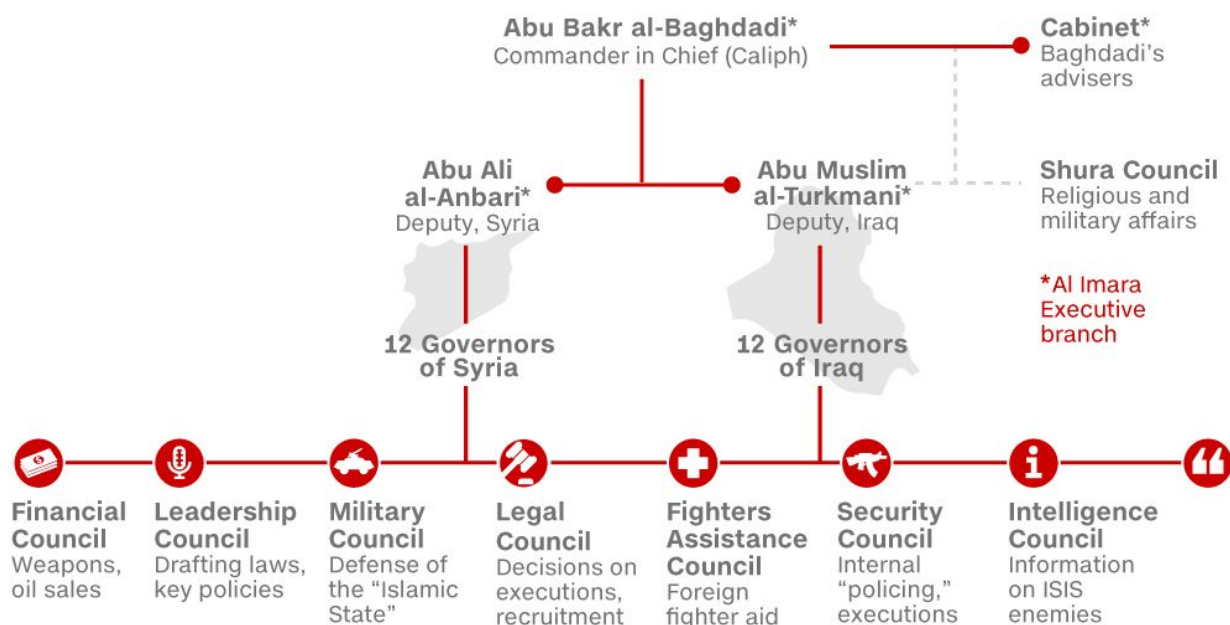 Abu Bakr al-Baghdadi*
Commander in Chief (Caliph)
Cabinet*
Baghdadi's
advisers
Abu Ali
al-Anbari*
Deputy, Syria
Abu Muslim
al-Turkmani*
Deputy, Iraq
Shura Council
Religious and
military affairs
*Al Imara
Executive
branch
12 Governors
of Syria
12 Governors
of Iraq
Financial
Council
Weapons,
oil sales
Leadership
Council
Drafting laws,
key policies
Military
Council
Defense of
the “Islamic
State”
Legal
Council
Decisions on
executions,
recruitment
Fighters
Assistance
Council
Foreign
fighter aid
Security
Council
Internal
“policing,”
executions
Intelligence
Council
Information
on ISIS
enemies